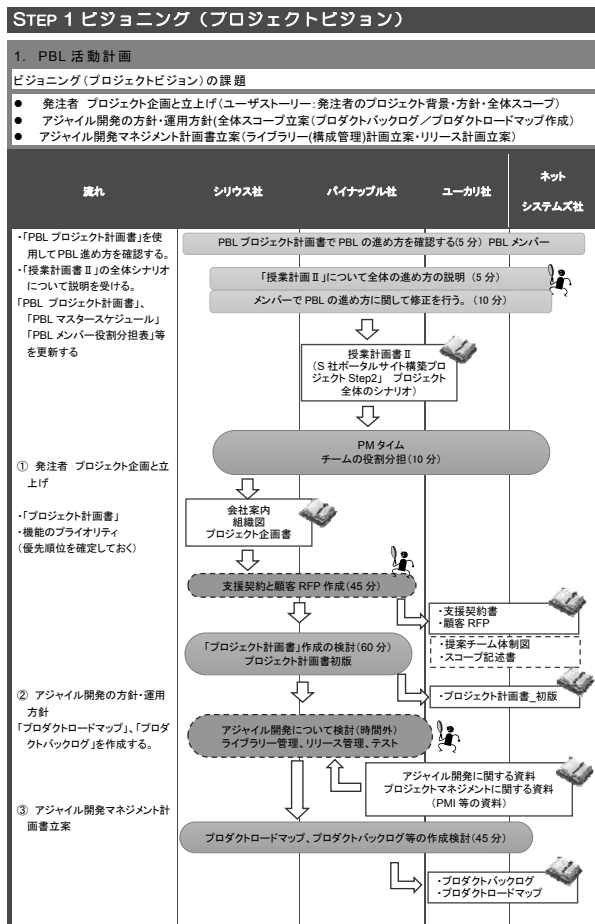 STEP 1 ビジョニング（プロジェクトビジョン）
1. PBL 活動計画
ビジョニング（プロジェクトビジョン）の課題
● 発注者 プロジェクト企画と立上げ（ユーザストーリー：発注者のプロジェクト背景・方針・全体スコープ）
● アジャイル開発の方針・運用方針(全体スコープ立案（プロダクトバックログ／プロダクトロードマップ作成）
● アジャイル開発マネジメント計画書立案（ライブラリー(構成管理)計画立案・リリース計画立案）
流れ
シリウス社
パイナップル社
ユーカリ社
ネット
システムズ社
・「PBL プロジェクト計画書」を使
用してPBL 進め方を確認する。
・「授業計画書Ⅱ」の全体シナリオ
について説明を受ける。
「PBL プロジェクト計画書」、
「PBL マスタースケジュール」
「PBL メンバー役割分担表」等
を更新する
PBL プロジェクト計画書で PBL の進め方を確認する(5 分) PBL メンバー
「授業計画Ⅱ」について全体の進め方の説明（5 分）
メンバーで PBL の進め方に関して修正を行う。（10 分）
授業計画書Ⅱ
（S 社ポータルサイト構築プロ
ジェクト Step2」 プロジェクト
全体のシナリオ）
PM タイム
チームの役割分担（10 分）
① 発注者 プロジェクト企画と立
上げ
・「プロジェクト計画書」
・機能のプライオリティ
（優先順位を確定しておく）
会社案内
組織図
プロジェクト企画書
支援契約と顧客 RFP 作成（45 分）
・支援契約書
・顧客 RFP
・提案チーム体制図
・スコープ記述書
「プロジェクト計画書」作成の検討（60 分）
プロジェクト計画書初版
・プロジェクト計画書_初版
② アジャイル開発の方針・運用
方針
「プロダクトロードマップ」、「プロダ
クトバックログ」を作成する。
アジャイル開発について検討（時間外）
ライブラリー管理、リリース管理、テスト
アジャイル開発に関する資料
プロジェクトマネジメントに関する資料
（PMI 等の資料）
③ アジャイル開発マネジメント計
画書立案
プロダクトロードマップ、プロダクトバックログ等の作成検討（45 分）
・プロダクトバックログ
・プロダクトロードマップ